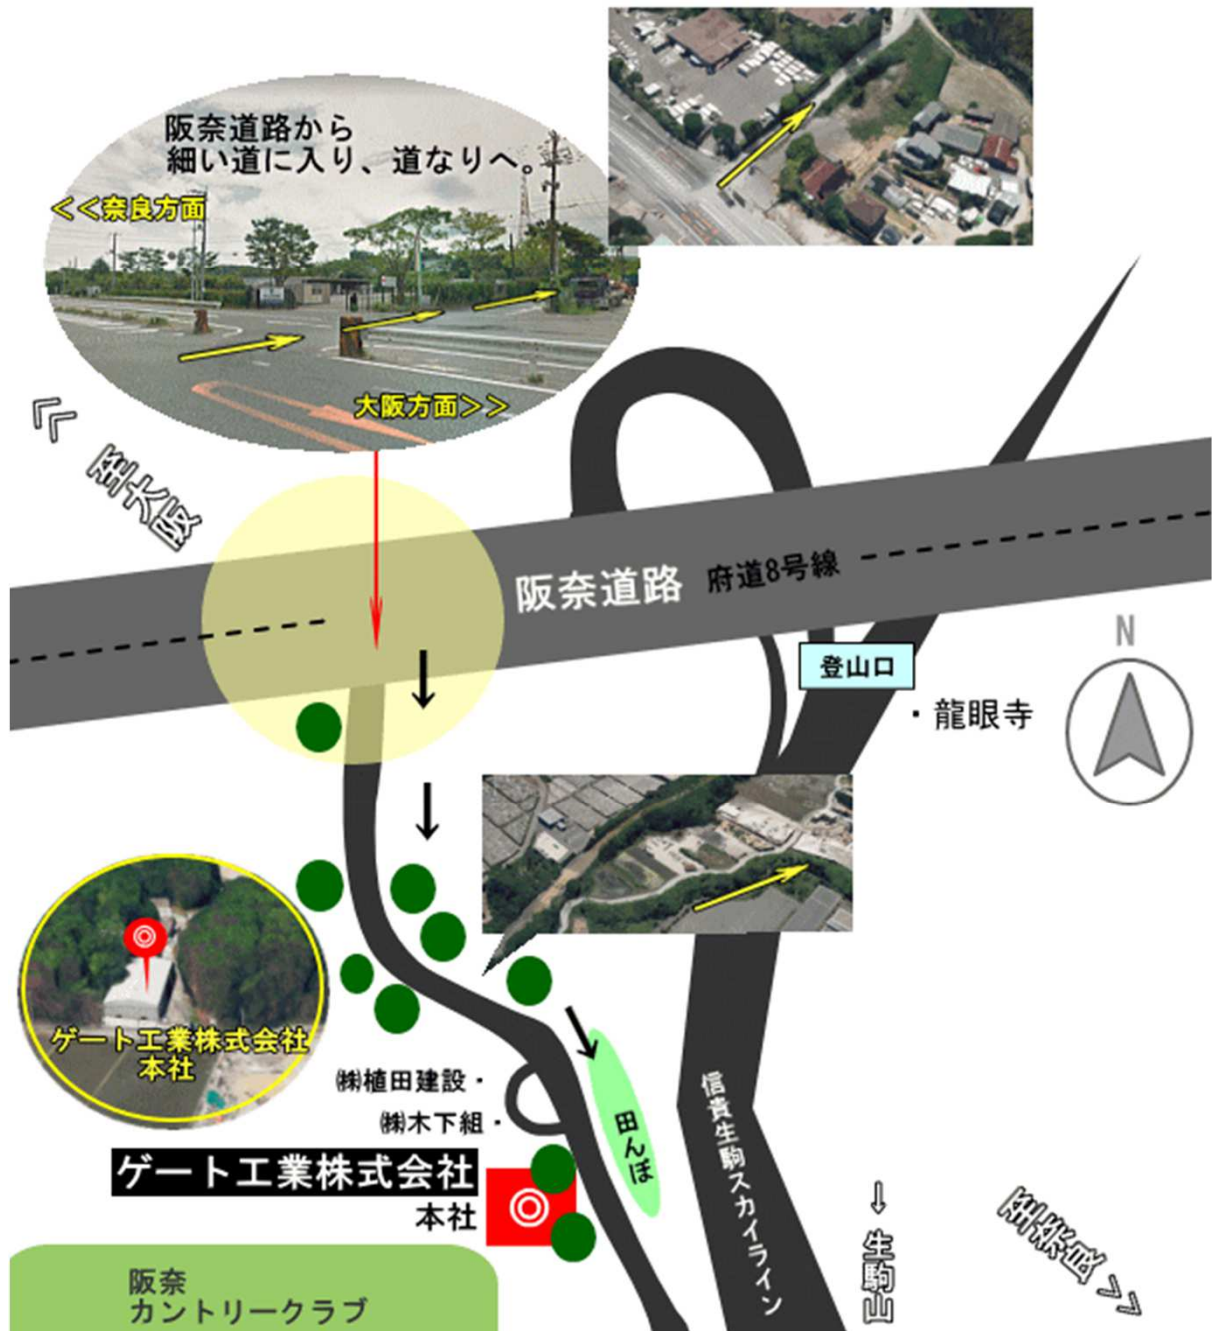 阪奈道路から
細い道に入り、道なりへ。
<<奈良方面
大阪方面>>
至大阪
阪奈道路 府道8号線
N
登山口
・龍眼寺
ゲート工業株式会社
本社
㈱植田建設・
㈱木下組・
田んぼ
ゲート工業株式会社
本社
信貴生駒スカイライン
↓生駒山
至奈良
阪奈
カントリークラブ